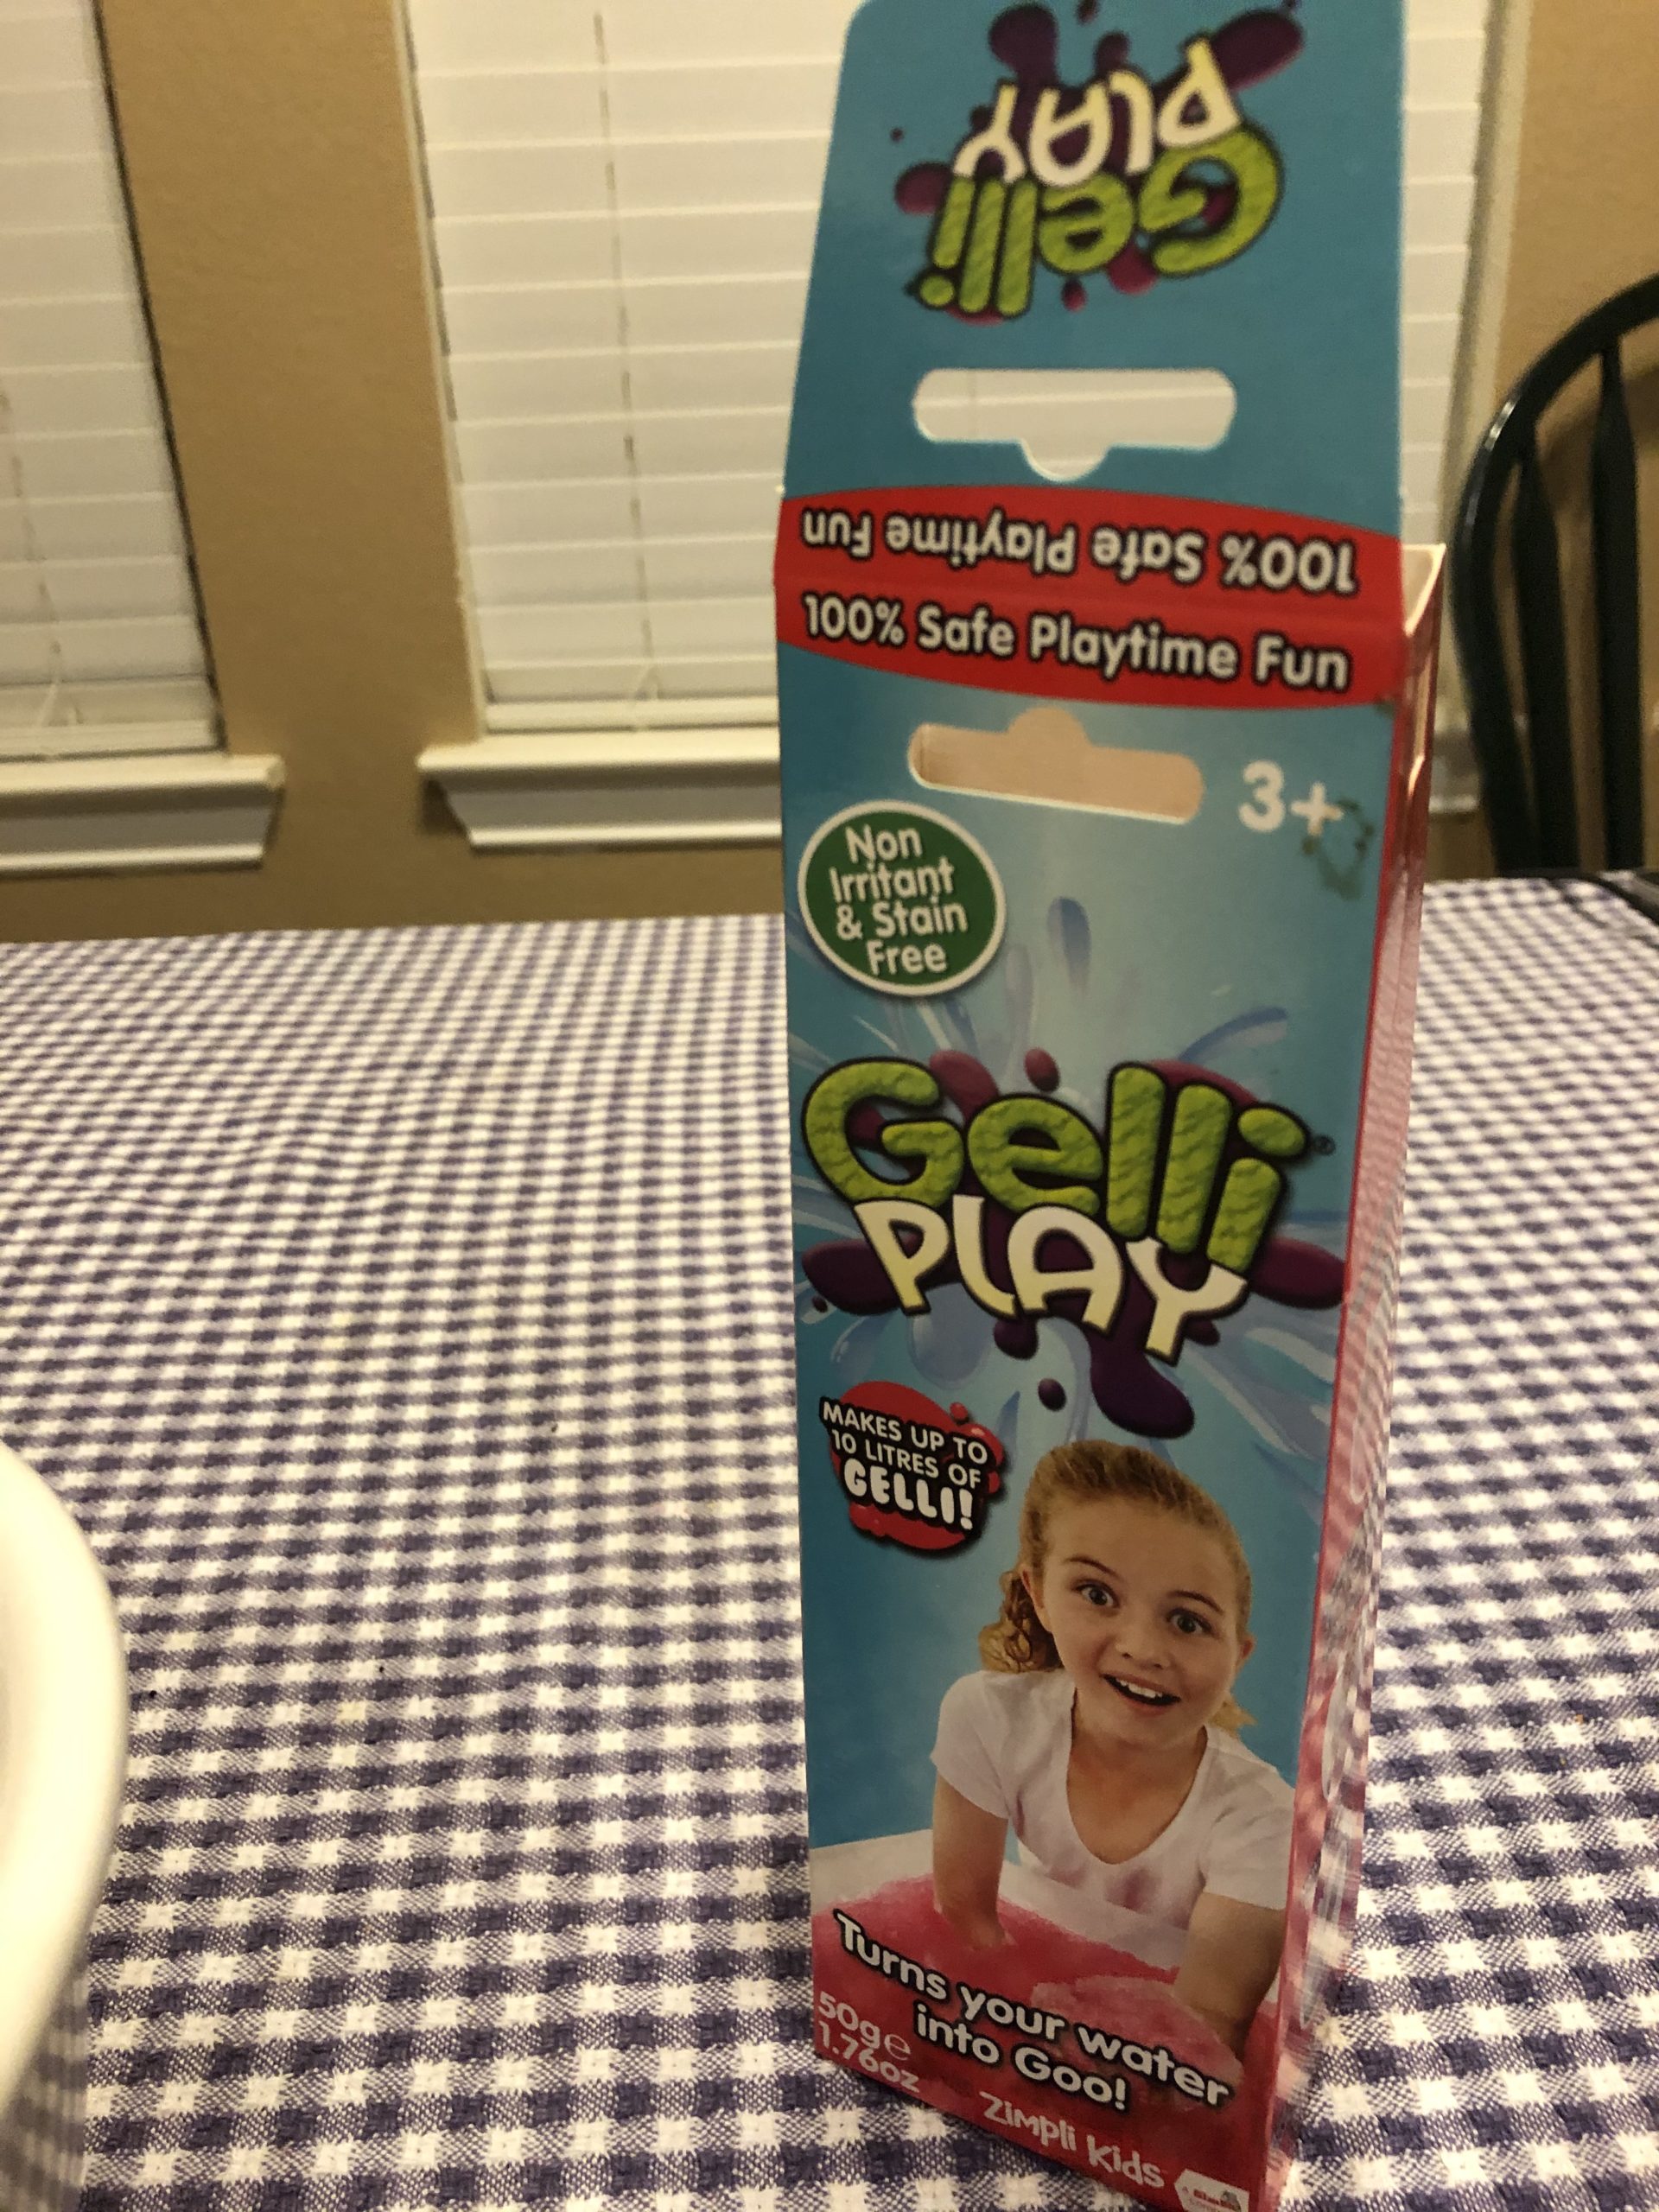 Gelli
PLAY
100% Safe Playtime Fun
100% Safe Playtime Fun
3+
Non
Irritant
& Stain
Free
Gelli®
PLAY
MAKES UP TO
10 LITRES OF
GELLI!
Turns your water
into Goo!
50g℮
1.76oz
Zimpli Kids